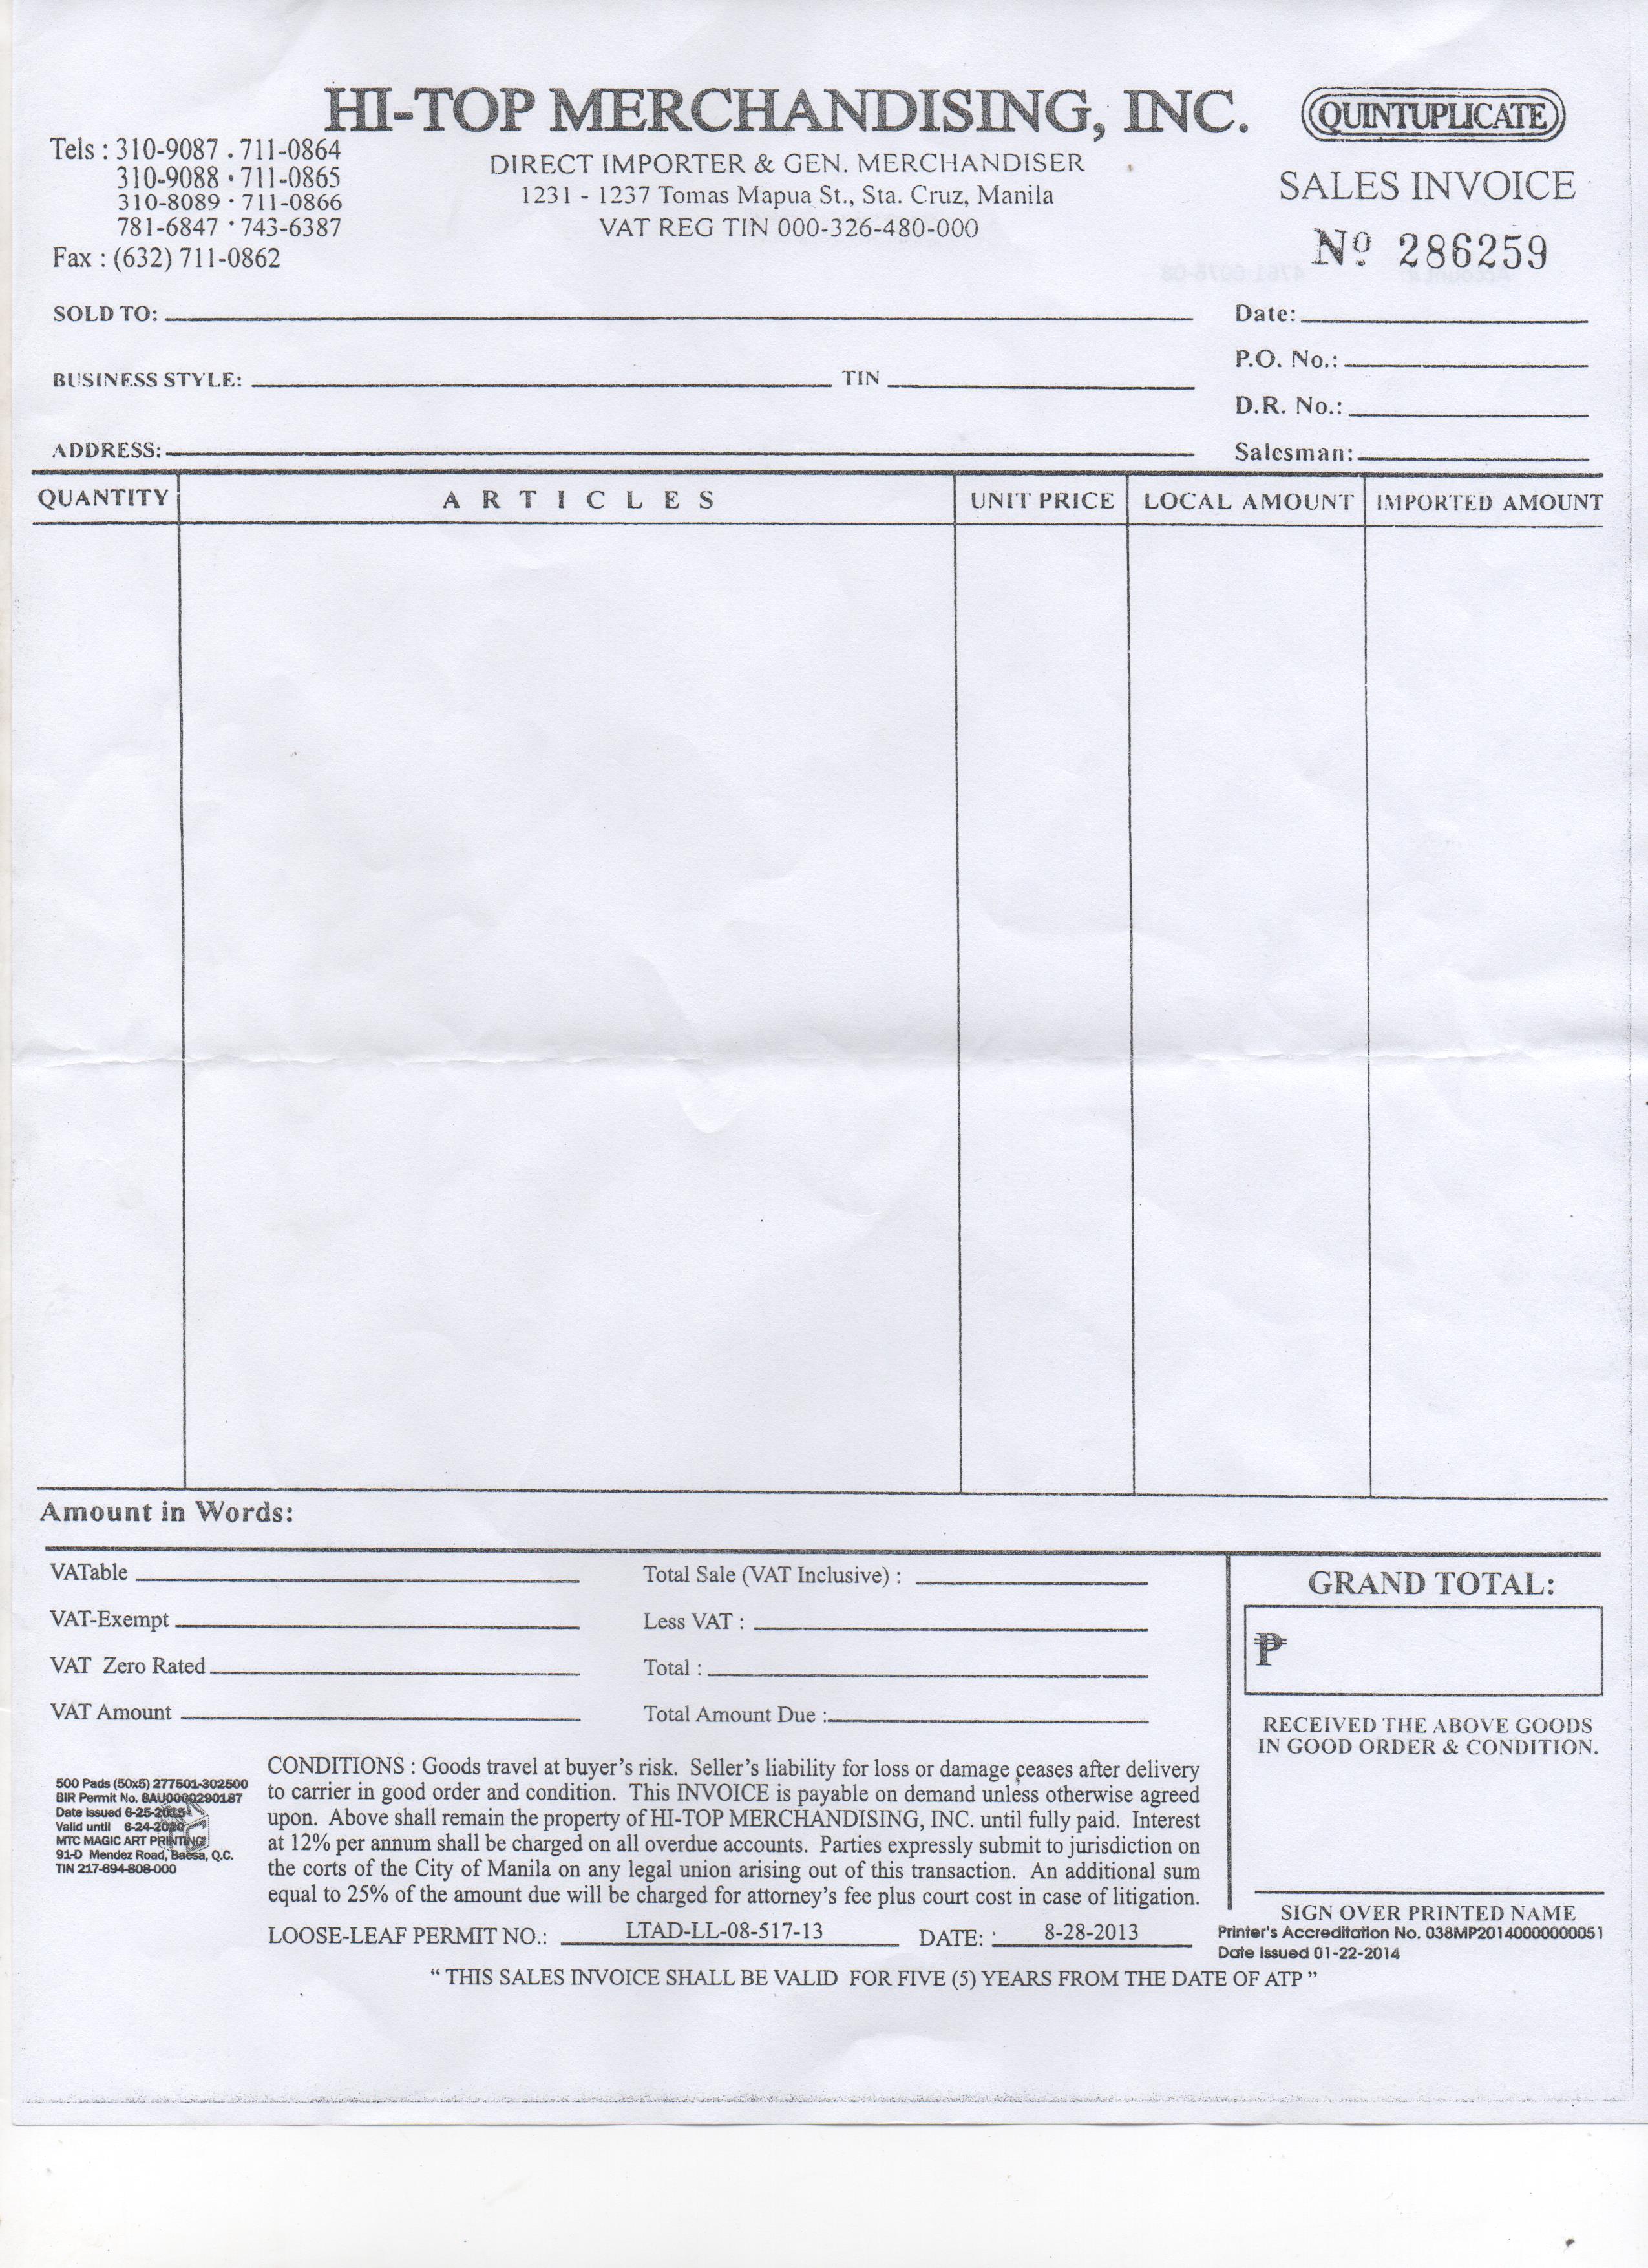 HI-TOP MERCHANDISING, INC.
QUINTUPLICATE
Tels : 310-9087 . 711-0864
310-9088 • 711-0865
310-8089 • 711-0866
781-6847 • 743-6387
Fax : (632) 711-0862
DIRECT IMPORTER & GEN. MERCHANDISER
1231 - 1237 Tomas Mapua St., Sta. Cruz, Manila
VAT REG TIN 000-326-480-000
SALES INVOICE
Nº 286259
SOLD TO:
Date:
P.O. No.:
BUSINESS STYLE: TIN
D.R. No.:
ADDRESS:
Salesman:
QUANTITY ARTICLES UNIT PRICE LOCAL AMOUNT IMPORTED AMOUNT
Amount in Words:
VATable
VAT-Exempt
VAT Zero Rated
VAT Amount
Total Sale (VAT Inclusive) :
Less VAT :
Total :
Total Amount Due :
GRAND TOTAL:
₱
RECEIVED THE ABOVE GOODS
IN GOOD ORDER & CONDITION.
500 Pads (50x5) 277501-302500
BIR Permit No. 8AU0000290187
Date Issued 6-25-2015
Valid until 6-24-2020
MTC MAGIC ART PRINTING
91-D Mendez Road, Baesa, Q.C.
TIN 217-694-808-000
CONDITIONS : Goods travel at buyer's risk. Seller's liability for loss or damage ceases after delivery
to carrier in good order and condition. This INVOICE is payable on demand unless otherwise agreed
upon. Above shall remain the property of HI-TOP MERCHANDISING, INC. until fully paid. Interest
at 12% per annum shall be charged on all overdue accounts. Parties expressly submit to jurisdiction on
the corts of the City of Manila on any legal union arising out of this transaction. An additional sum
equal to 25% of the amount due will be charged for attorney's fee plus court cost in case of litigation.
LOOSE-LEAF PERMIT NO.: LTAD-LL-08-517-13 DATE: 8-28-2013
SIGN OVER PRINTED NAME
Printer's Accreditation No. 038MP20140000000051
Date Issued 01-22-2014
“ THIS SALES INVOICE SHALL BE VALID FOR FIVE (5) YEARS FROM THE DATE OF ATP ”